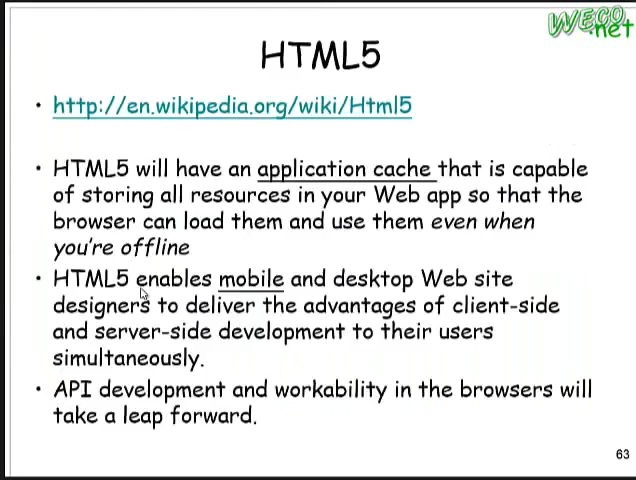 WECO
.net
HTML5
• http://en.wikipedia.org/wiki/Html5
• HTML5 will have an application cache that is capable
of storing all resources in your Web app so that the
browser can load them and use them even when
you're offline
• HTML5 enables mobile and desktop Web site
designers to deliver the advantages of client-side
and server-side development to their users
simultaneously.
• API development and workability in the browsers will
take a leap forward.
63